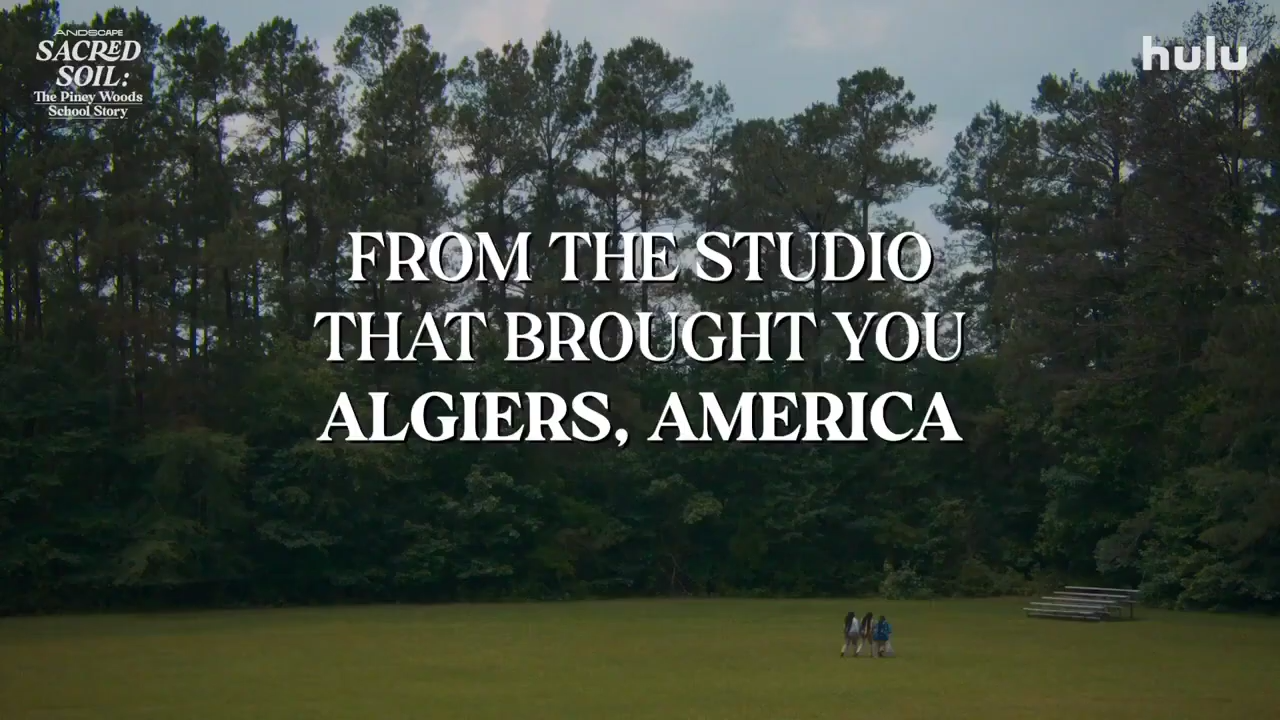 ANDSCAPE
SACRED
SOIL:
The Piney Woods
School Story
hulu
FROM THE STUDIO
THAT BROUGHT YOU
ALGIERS, AMERICA